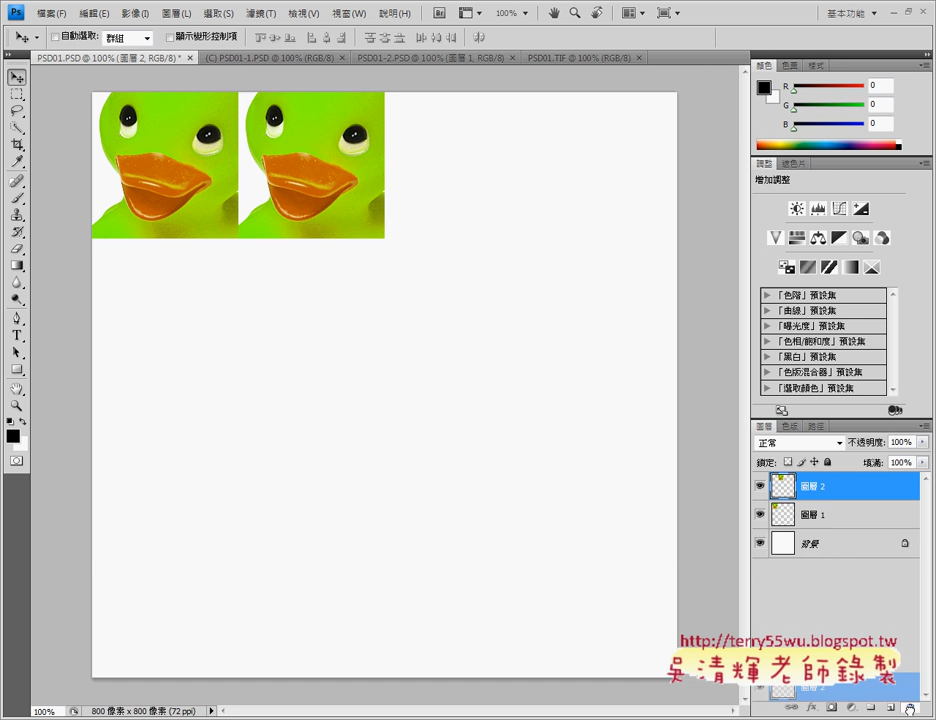 Ps 檔案(F) 編輯(E) 影像(I) 圖層(L) 選取(S) 濾鏡(T) 檢視(V) 視窗(W) 說明(H) Br 100% 基本功能
自動選取: 群組 顯示變形控制項
PSD01.PSD @ 100% (圖層 2, RGB/8) * × (C) PSD01-1.PSD @ 100% (RGB/8) × PSD01-2.PSD @ 100% (圖層 1, RGB/8) × PSD01.TIF @ 100% (RGB/8) ×
顏色 色票 樣式
R 0
G 0
B 0
調整 遮色片
增加調整
「色階」預設集
「曲線」預設集
「曝光度」預設集
「色相/飽和度」預設集
「黑白」預設集
「色版混合器」預設集
「選取顏色」預設集
圖層 色版 路徑
正常 不透明度: 100%
鎖定: 填滿: 100%
圖層 2
圖層 1
背景
http://terry55wu.blogspot.tw
吳清輝老師錄製
圖層 2
100% 800 像素 x 800 像素 (72 ppi)